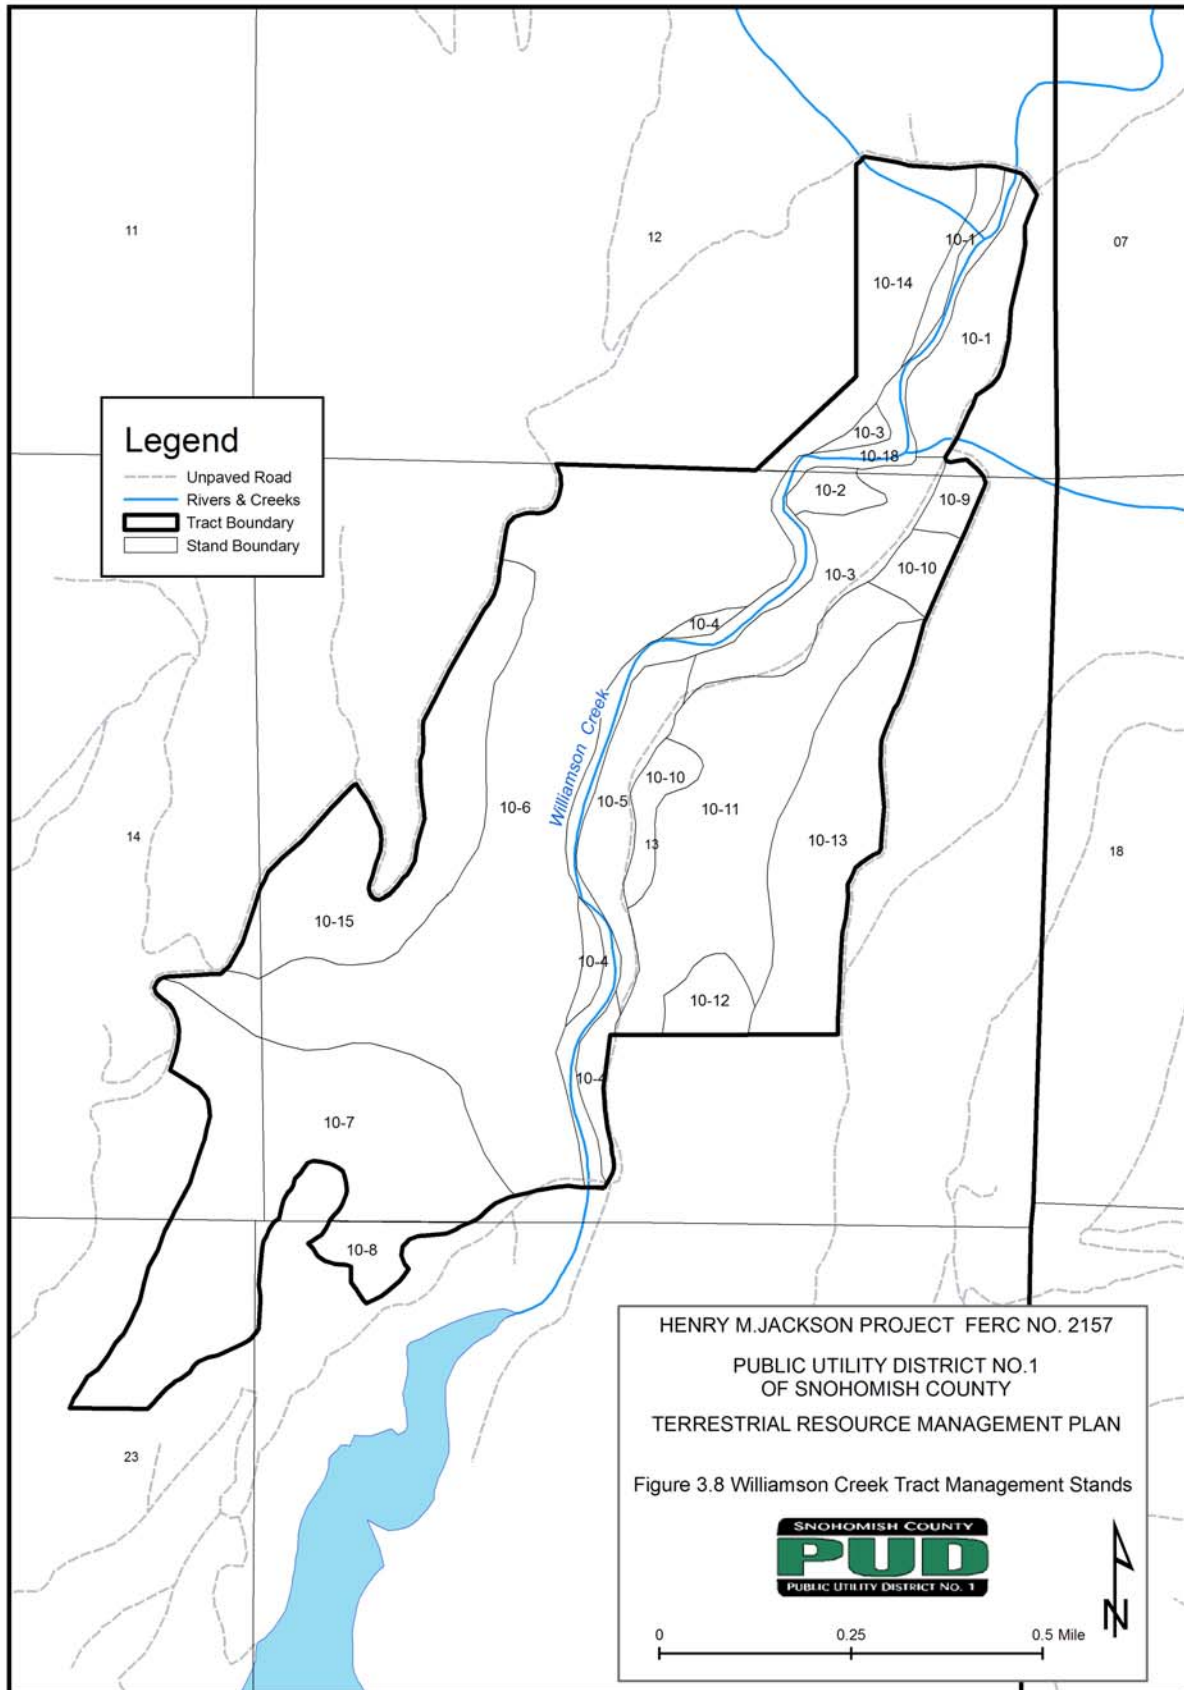 11
12
07
10-1
10-14
10-1
Legend
Unpaved Road
Rivers & Creeks
Tract Boundary
Stand Boundary
10-3
10-18
10-2
10-9
10-3
10-10
10-4
Williamson Creek
10-6
10-5
10-10
10-11
13
10-13
14
18
10-15
10-4
10-12
10-4
10-7
10-8
23
HENRY M.JACKSON PROJECT FERC NO. 2157
PUBLIC UTILITY DISTRICT NO.1
OF SNOHOMISH COUNTY
TERRESTRIAL RESOURCE MANAGEMENT PLAN
Figure 3.8 Williamson Creek Tract Management Stands
SNOHOMISH COUNTY
PUD
PUBLIC UTILITY DISTRICT NO. 1
N
0 0.25 0.5 Mile